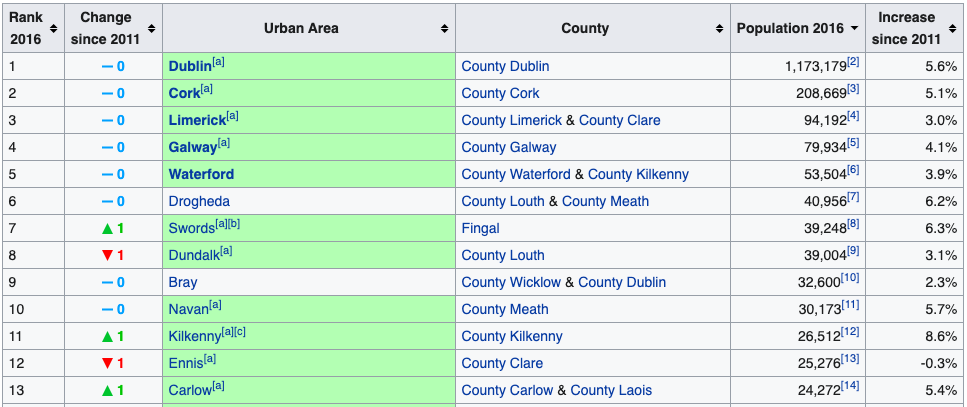 Rank 2016 Change since 2011 Urban Area County Population 2016 Increase since 2011
1 — 0 Dublin[a] County Dublin 1,173,179[2] 5.6%
2 — 0 Cork[a] County Cork 208,669[3] 5.1%
3 — 0 Limerick[a] County Limerick & County Clare 94,192[4] 3.0%
4 — 0 Galway[a] County Galway 79,934[5] 4.1%
5 — 0 Waterford County Waterford & County Kilkenny 53,504[6] 3.9%
6 — 0 Drogheda County Louth & County Meath 40,956[7] 6.2%
7 ▲ 1 Swords[a][b] Fingal 39,248[8] 6.3%
8 ▼ 1 Dundalk[a] County Louth 39,004[9] 3.1%
9 — 0 Bray County Wicklow & County Dublin 32,600[10] 2.3%
10 — 0 Navan[a] County Meath 30,173[11] 5.7%
11 ▲ 1 Kilkenny[a][c] County Kilkenny 26,512[12] 8.6%
12 ▼ 1 Ennis[a] County Clare 25,276[13] -0.3%
13 ▲ 1 Carlow[a] County Carlow & County Laois 24,272[14] 5.4%